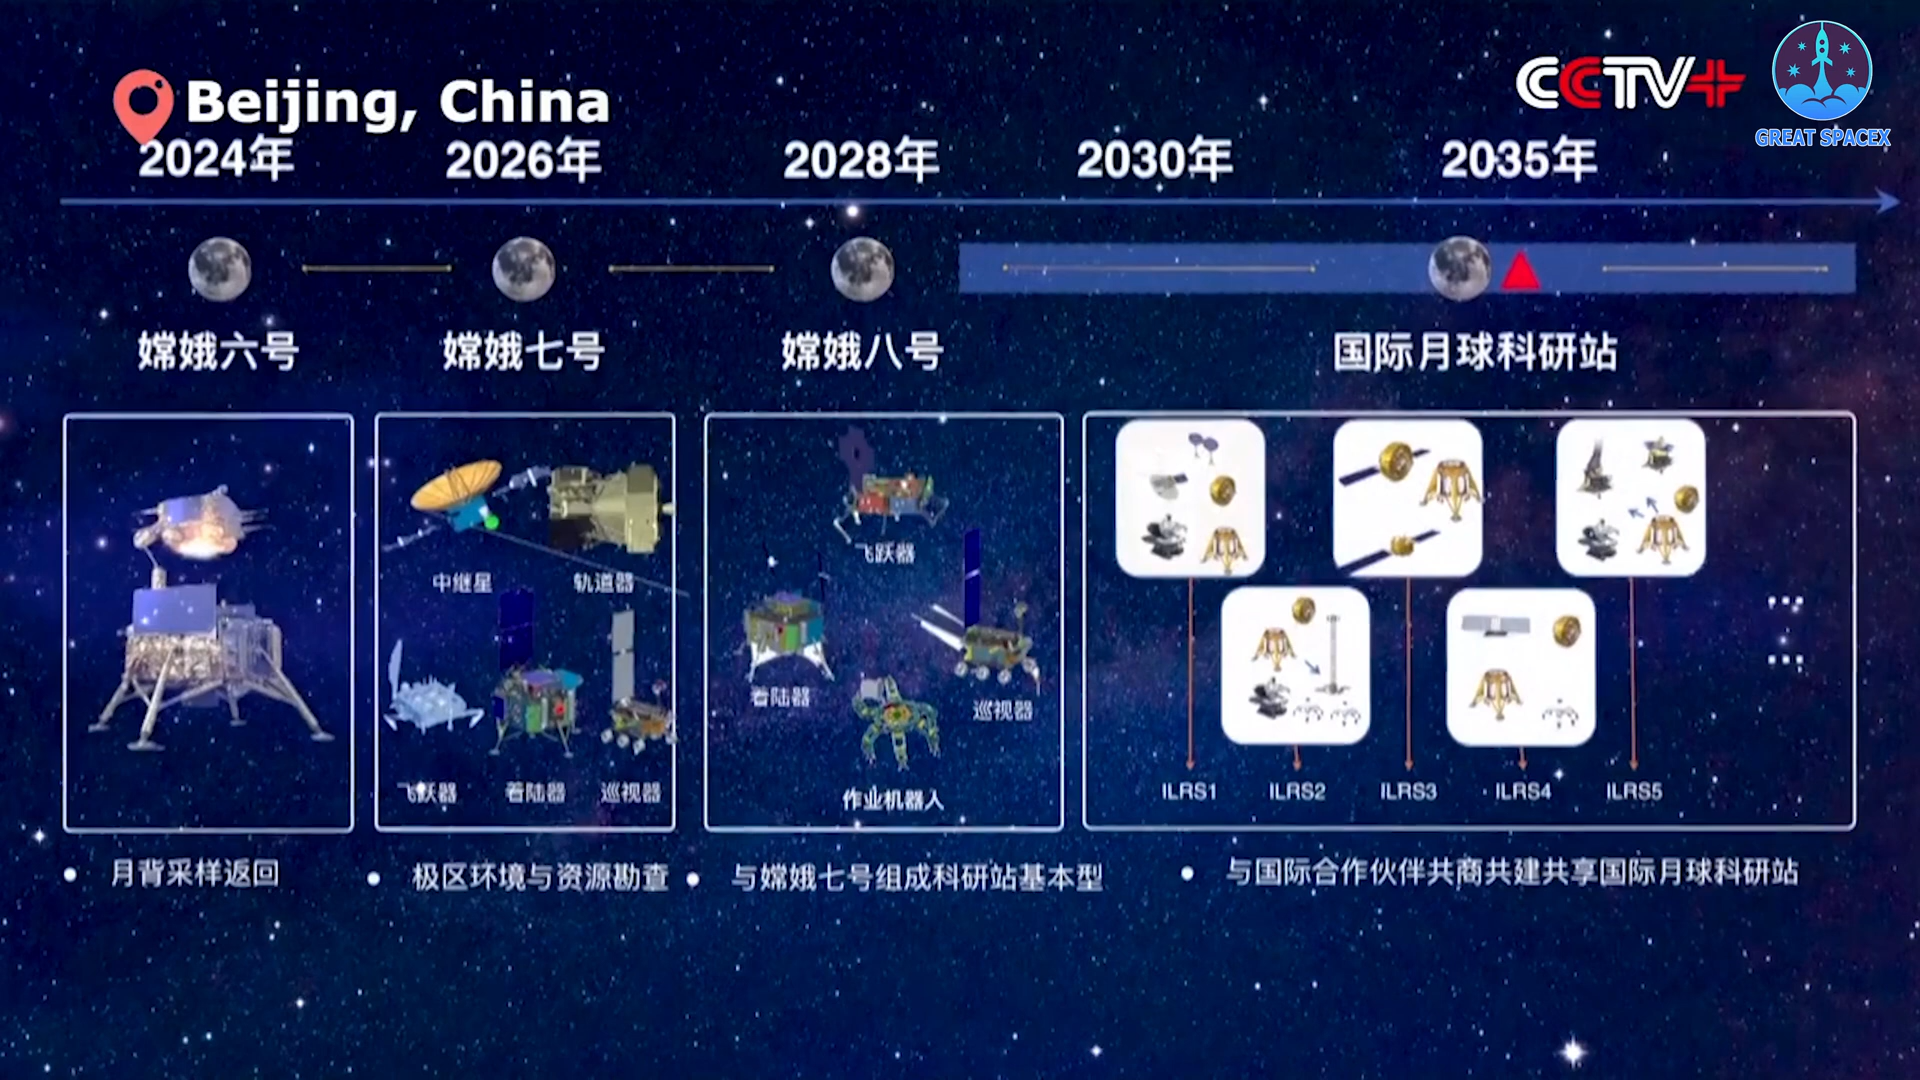 Beijing, China
CCTV+
GREAT SPACEX
2024年
2026年
2028年
2030年
2035年
嫦娥六号
嫦娥七号
嫦娥八号
国际月球科研站
中继星
轨道器
飞跃器
着陆器
巡视器
飞跃器
着陆器
巡视器
作业机器人
ILRS1
ILRS2
ILRS3
ILRS4
ILRS5
• 月背采样返回
• 极区环境与资源勘查
• 与嫦娥七号组成科研站基本型
• 与国际合作伙伴共商共建共享国际月球科研站